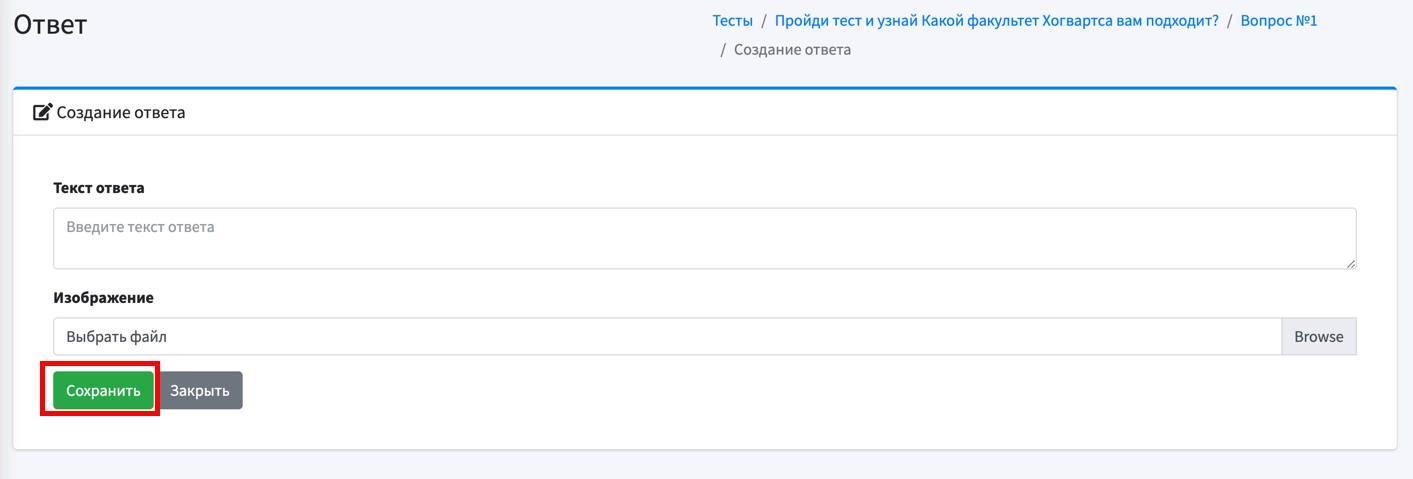 Ответ
Тесты / Пройди тест и узнай Какой факультет Хогвартса вам подходит? / Вопрос №1
/ Создание ответа
Создание ответа
Текст ответа
Введите текст ответа
Изображение
Выбрать файл Browse
Сохранить Закрыть